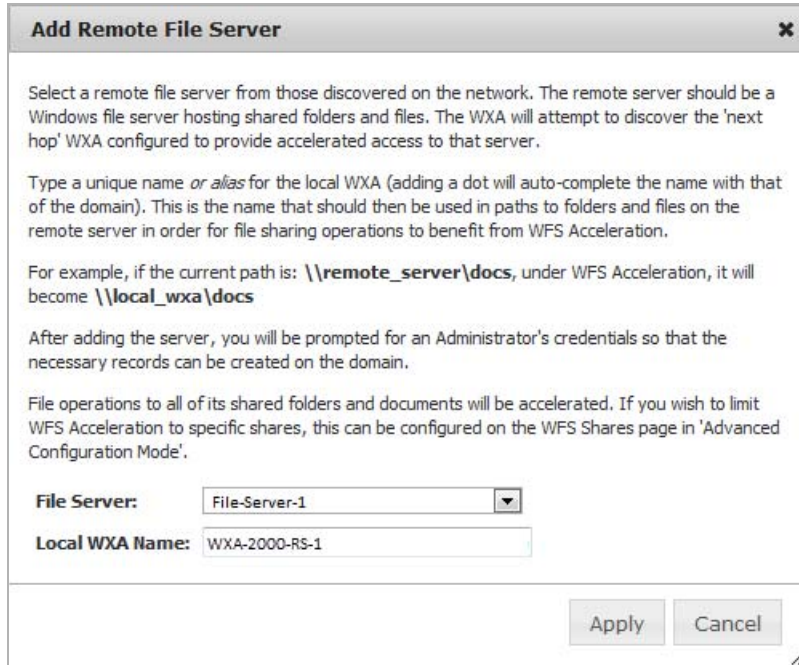 Add Remote File Server
Select a remote file server from those discovered on the network. The remote server should be a
Windows file server hosting shared folders and files. The WXA will attempt to discover the 'next
hop' WXA configured to provide accelerated access to that server.
Type a unique name or alias for the local WXA (adding a dot will auto-complete the name with that
of the domain). This is the name that should then be used in paths to folders and files on the
remote server in order for file sharing operations to benefit from WFS Acceleration.
For example, if the current path is: \\remote_server\docs, under WFS Acceleration, it will
become \\local_wxa\docs
After adding the server, you will be prompted for an Administrator's credentials so that the
necessary records can be created on the domain.
File operations to all of its shared folders and documents will be accelerated. If you wish to limit
WFS Acceleration to specific shares, this can be configured on the WFS Shares page in 'Advanced
Configuration Mode'.
File Server: File-Server-1
Local WXA Name: WXA-2000-RS-1
Apply Cancel